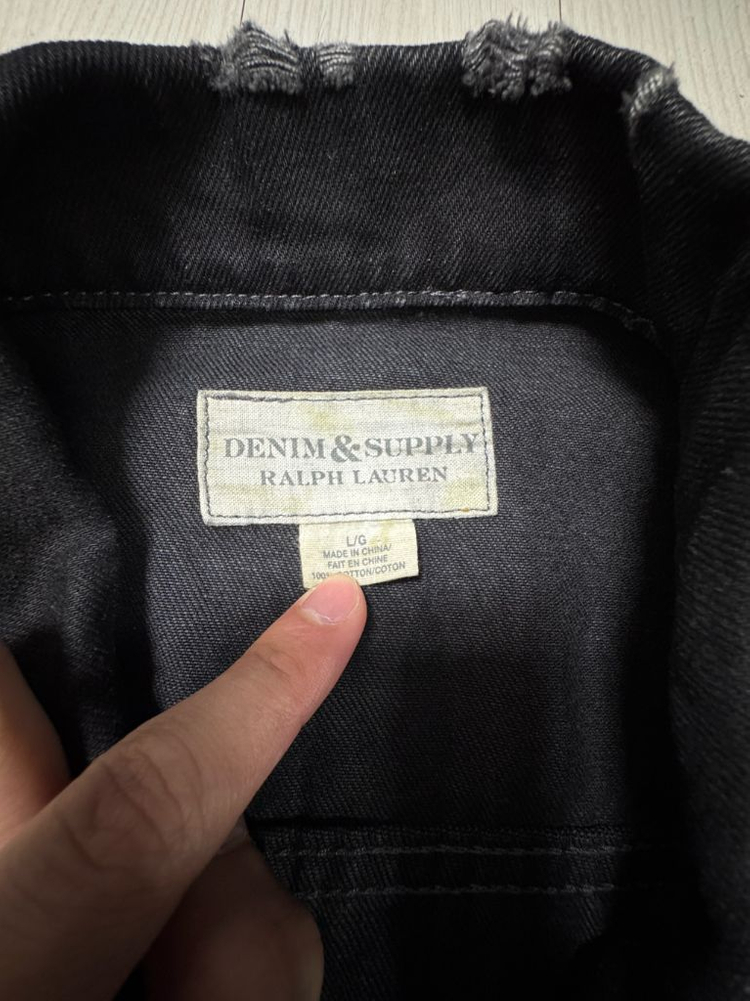 DENIM & SUPPLY
RALPH LAUREN
L/G
MADE IN CHINA/
FAIT EN CHINE
100% COTTON/COTON